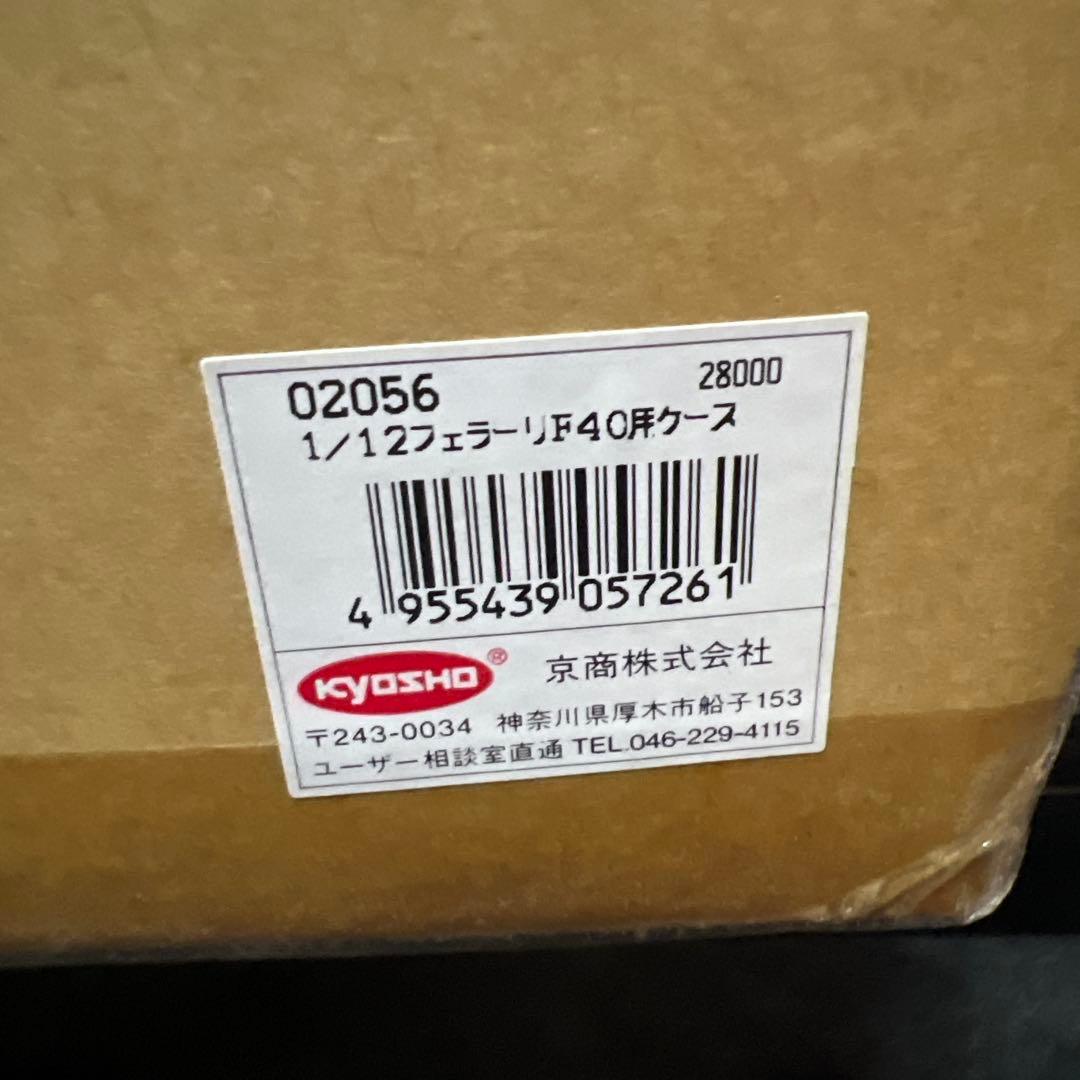 02056 28000
1/12フェラーリF40用ケース
4 955439 057261
KYOSHO® 京商株式会社
〒243-0034 神奈川県厚木市船子153
ユーザー相談室直通 TEL.046-229-4115